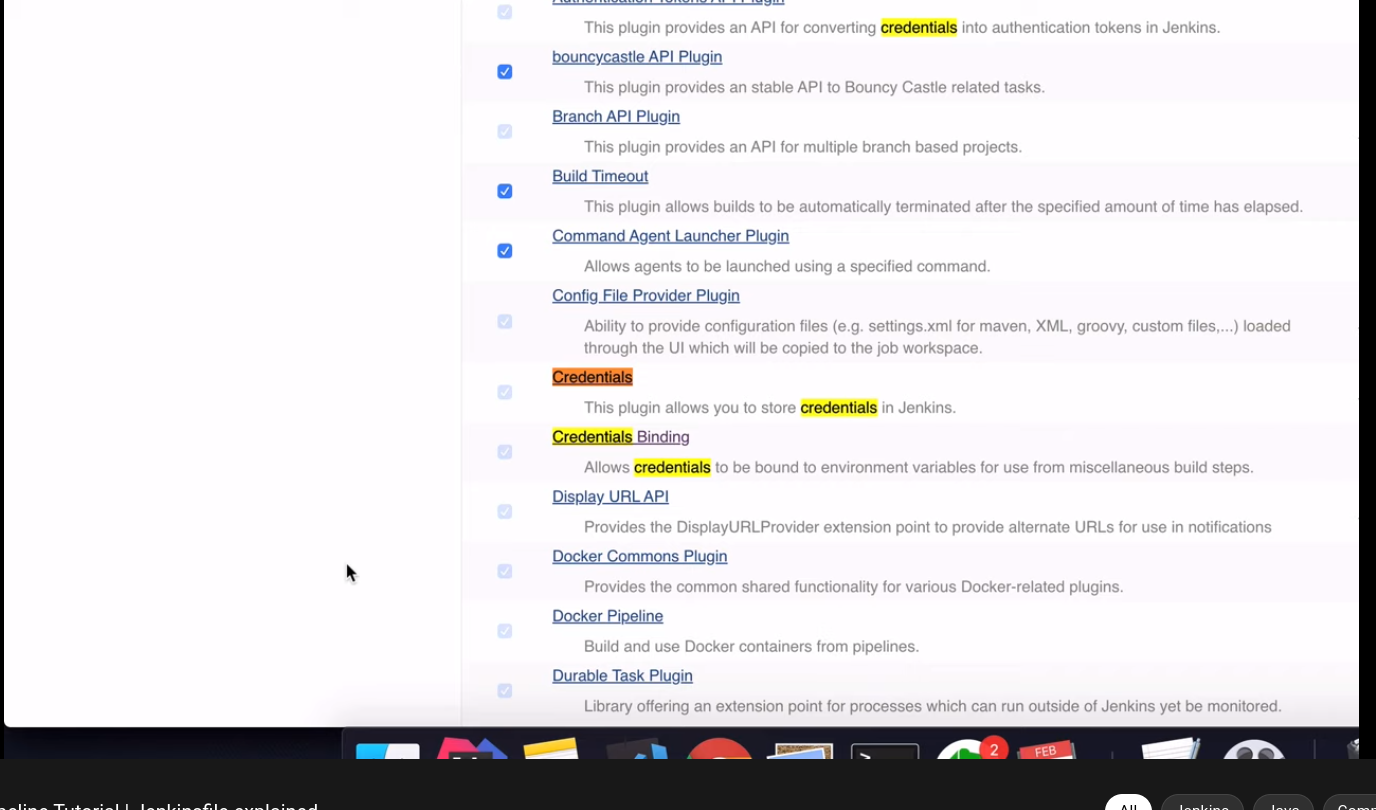 Authentication Tokens API Plugin
This plugin provides an API for converting credentials into authentication tokens in Jenkins.
bouncycastle API Plugin
This plugin provides an stable API to Bouncy Castle related tasks.
Branch API Plugin
This plugin provides an API for multiple branch based projects.
Build Timeout
This plugin allows builds to be automatically terminated after the specified amount of time has elapsed.
Command Agent Launcher Plugin
Allows agents to be launched using a specified command.
Config File Provider Plugin
Ability to provide configuration files (e.g. settings.xml for maven, XML, groovy, custom files,...) loaded
through the UI which will be copied to the job workspace.
Credentials
This plugin allows you to store credentials in Jenkins.
Credentials Binding
Allows credentials to be bound to environment variables for use from miscellaneous build steps.
Display URL API
Provides the DisplayURLProvider extension point to provide alternate URLs for use in notifications
Docker Commons Plugin
Provides the common shared functionality for various Docker-related plugins.
Docker Pipeline
Build and use Docker containers from pipelines.
Durable Task Plugin
Library offering an extension point for processes which can run outside of Jenkins yet be monitored.
2
FEB
Tutorial | Jenkinsfile explained
All Jenkins Java